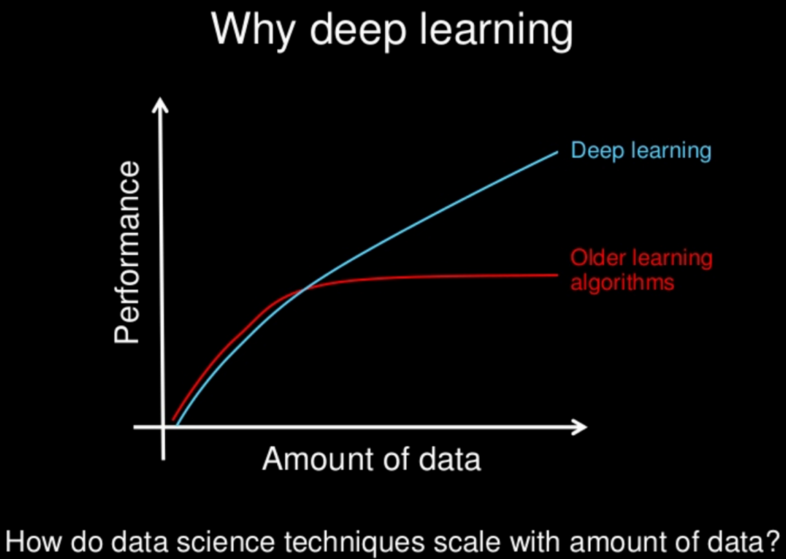 Why deep learning
Performance
Deep learning
Older learning
algorithms
Amount of data
How do data science techniques scale with amount of data?